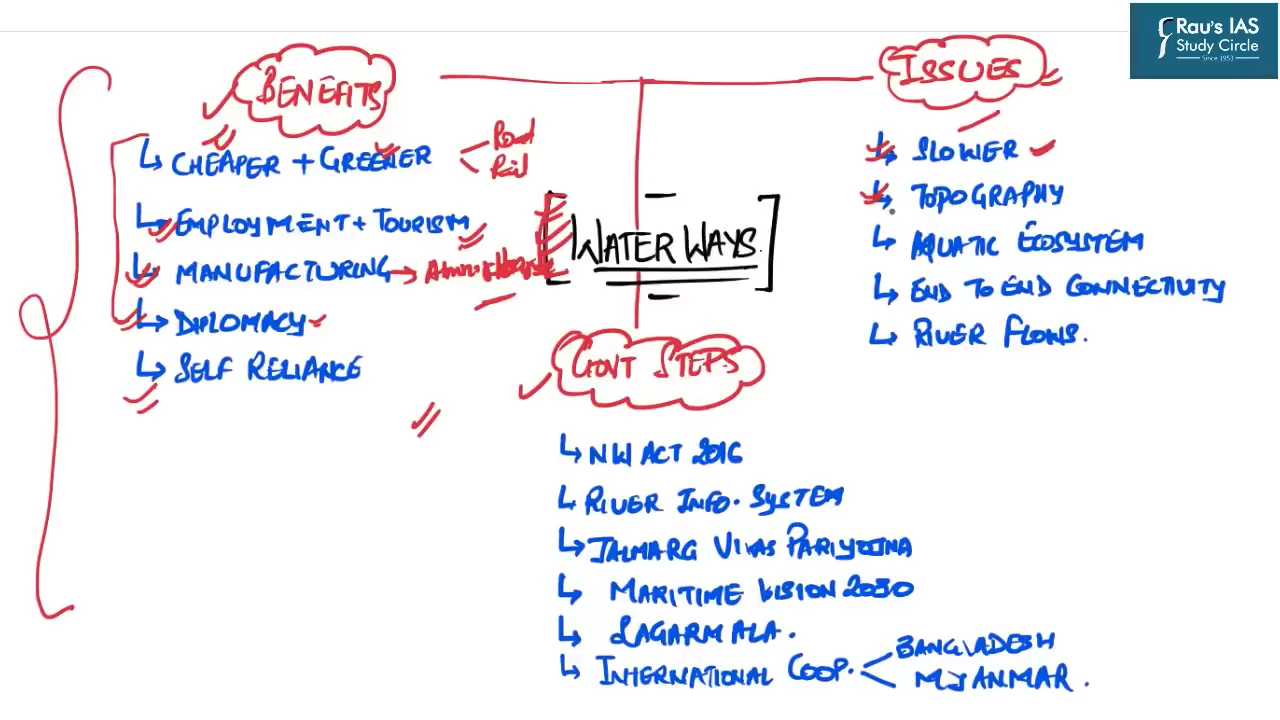 Rau's IAS
Study Circle
Since 1953
BENEFITS
CHEAPER + GREENER
Road
Rail
EMPLOYMENT + TOURISM
MANUFACTURING →
DIPLOMACY
SELF RELIANCE
WATER WAYS
ISSUES
SLOWER
TOPOGRAPHY
AQUATIC ECOSYSTEM
END TO END CONNECTIVITY
RIVER FLOWS.
GOVT STEPS
NW ACT 2016
RIVER INFO. SYSTEM
JALMARG VIKAS PARIYOJNA
MARITIME VISION 2030
SAGARMALA.
INTERNATIONAL COOP.
BANGLADESH
MYANMAR.